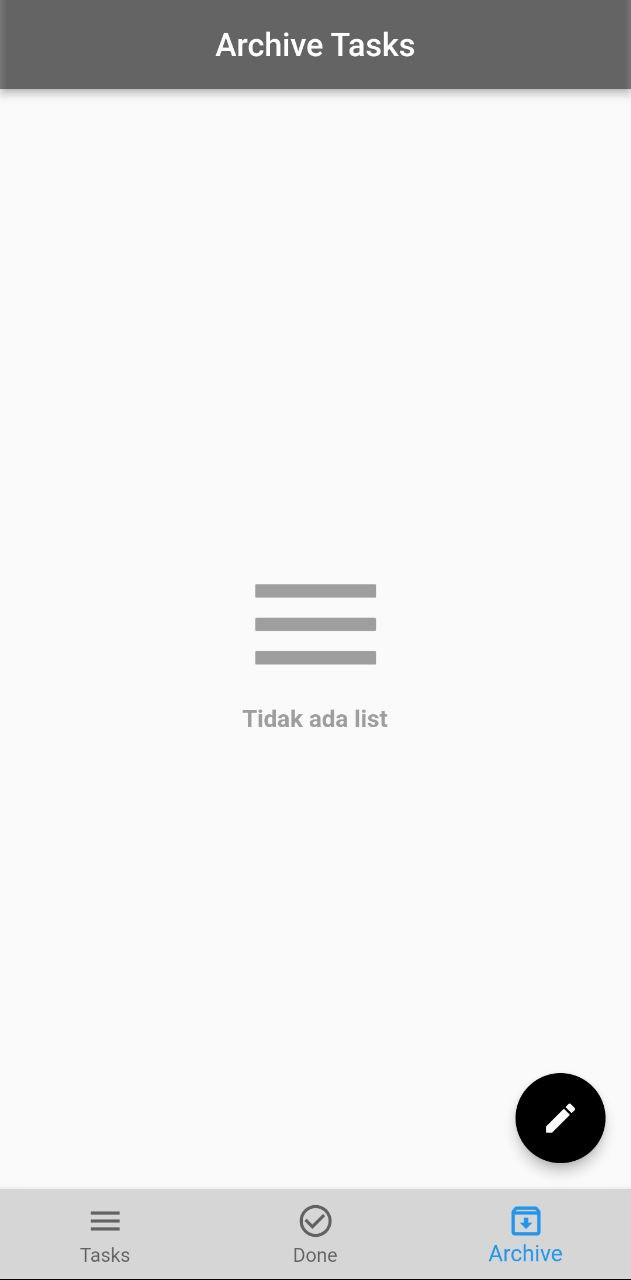 Archive Tasks
Tidak ada list
Tasks
Done
Archive